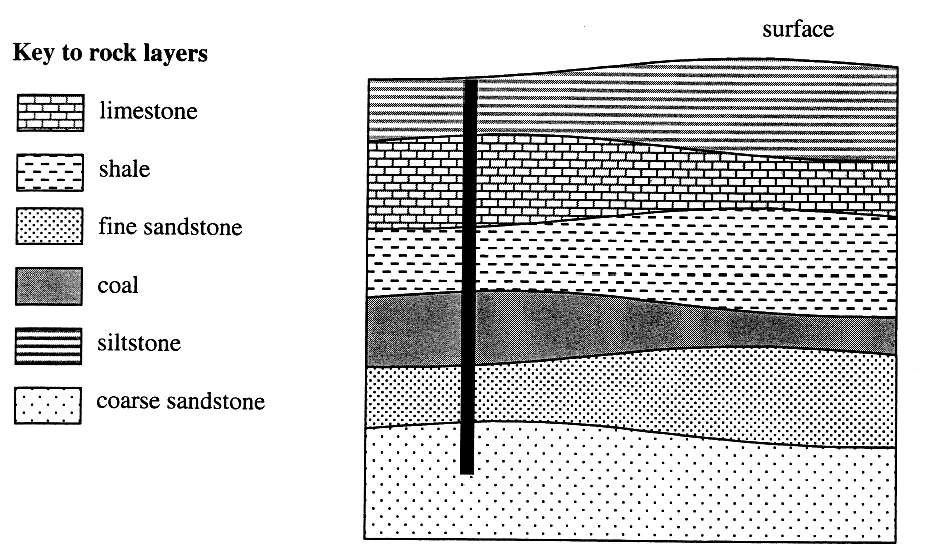 surface
Key to rock layers
limestone
shale
fine sandstone
coal
siltstone
coarse sandstone